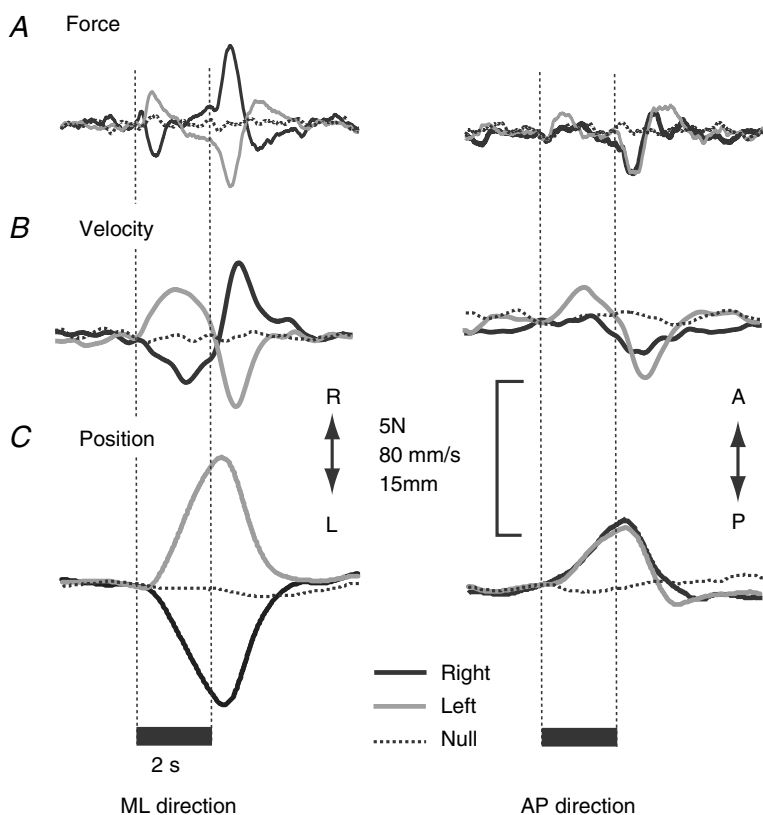 A Force
B Velocity
R
5N
A
C Position
80 mm/s
15mm
L
P
Right
Left
Null
2 s
ML direction
AP direction